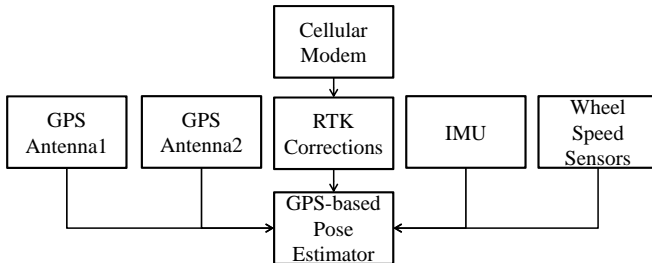 Cellular
Modem
GPS
Antenna1
GPS
Antenna2
RTK
Corrections
IMU
Wheel
Speed
Sensors
GPS-based
Pose
Estimator